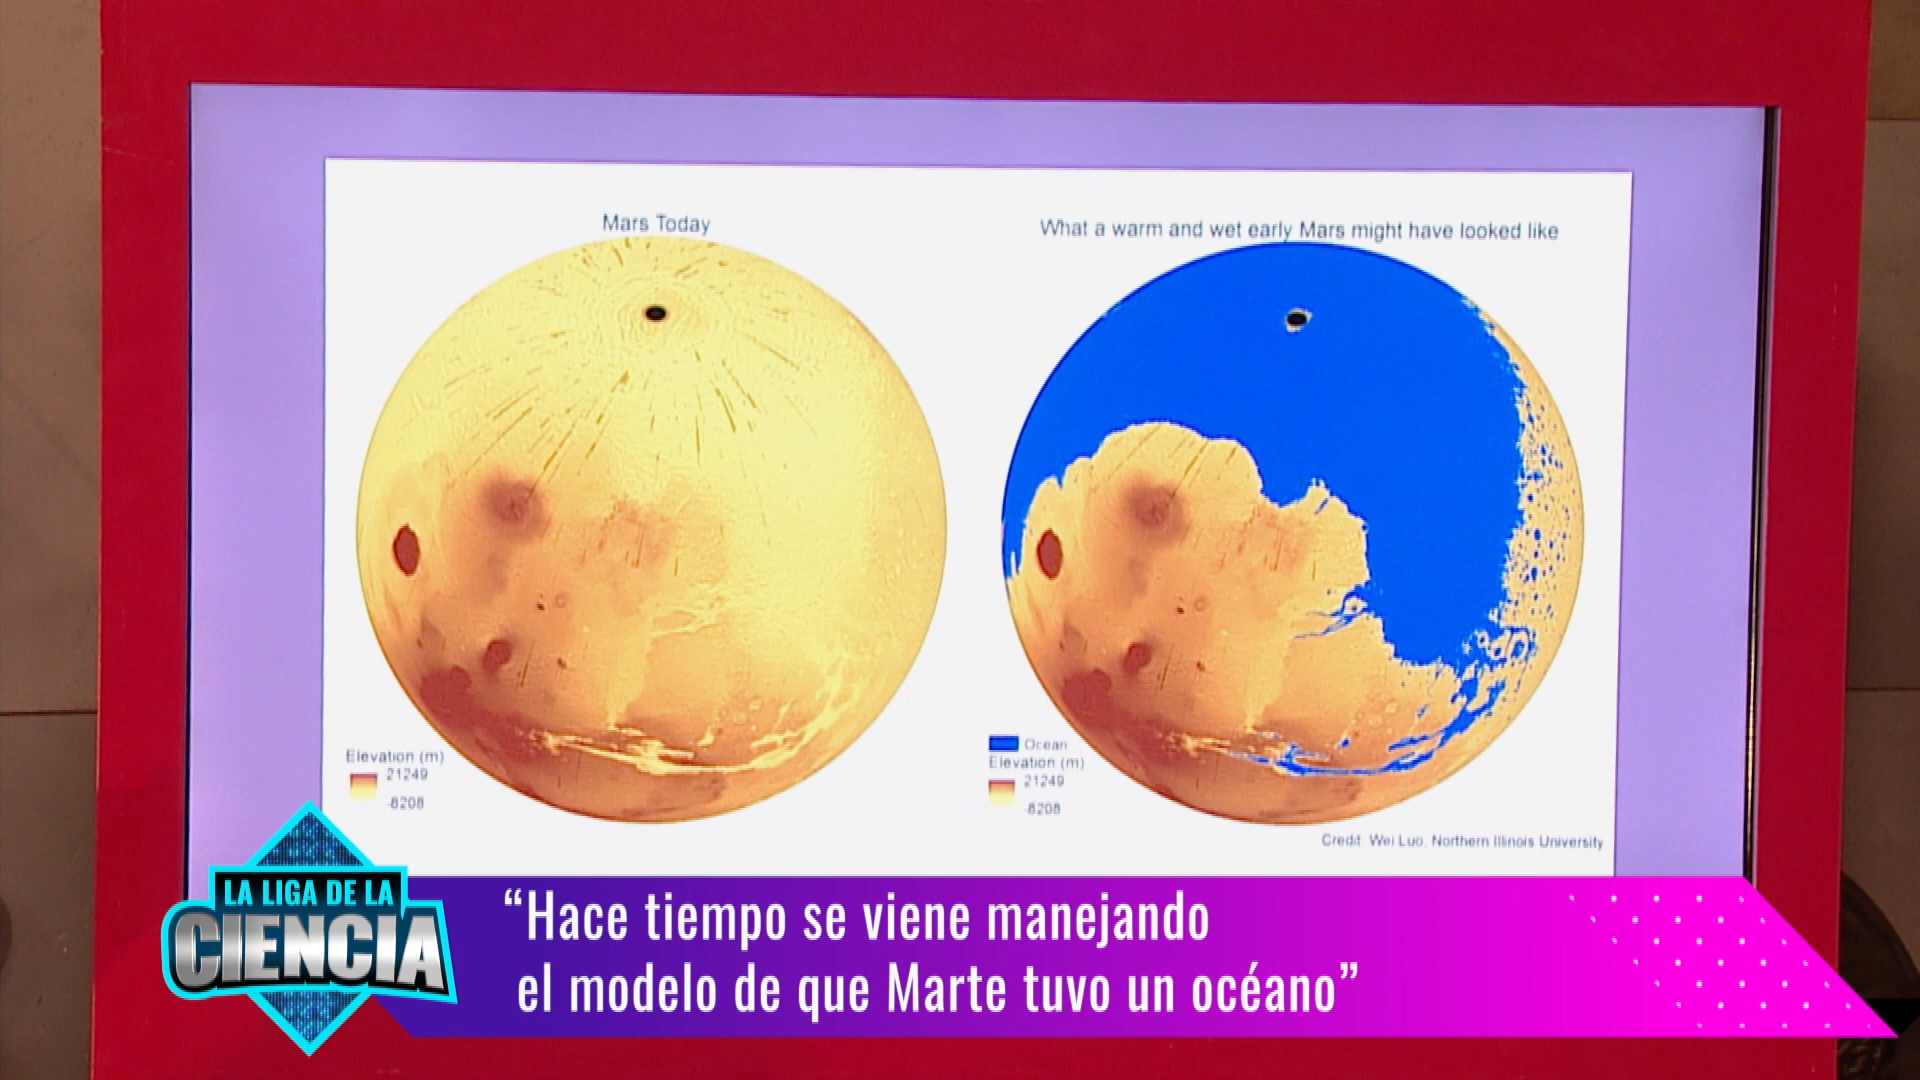 Mars Today
What a warm and wet early Mars might have looked like
Elevation (m)
21249
-8208
Ocean
Elevation (m)
21249
-8208
Credit: Wei Luo, Northern Illinois University
LA LIGA DE LA
CIENCIA
“Hace tiempo se viene manejando
el modelo de que Marte tuvo un océano”